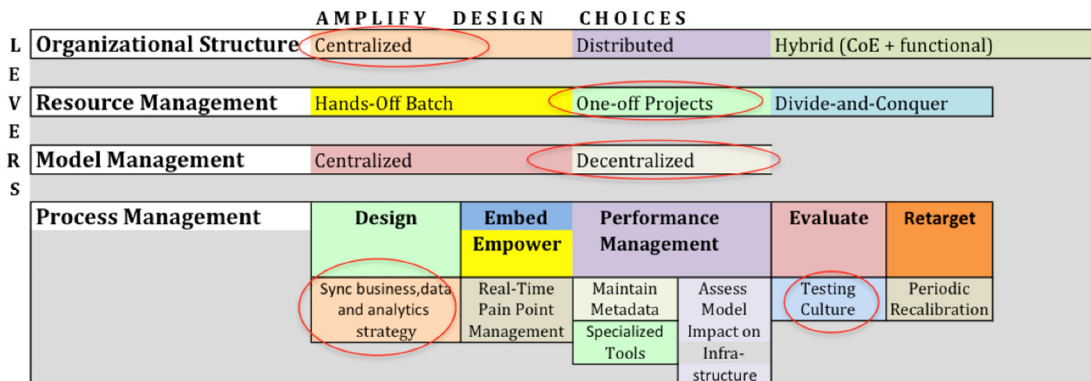 AMPLIFY DESIGN CHOICES
LEVERS
Organizational Structure Centralized Distributed Hybrid (CoE + functional)
Resource Management Hands-Off Batch One-off Projects Divide-and-Conquer
Model Management Centralized Decentralized
Process Management Design Embed Performance Evaluate Retarget
Empower Management
Sync business,data Real-Time Maintain Assess Testing Periodic
and analytics Pain Point Metadata Model Culture Recalibration
strategy Management Specialized Impact on
Tools Infra-
structure